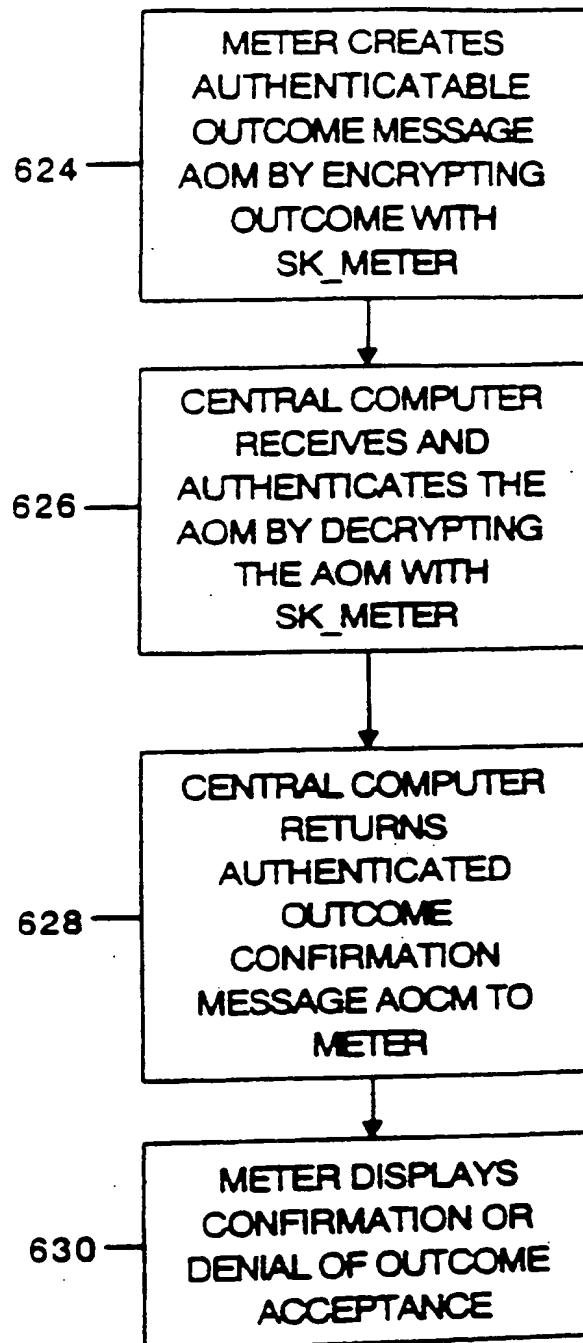 METER CREATES
AUTHENTICATABLE
OUTCOME MESSAGE
624
AOM BY ENCRYPTING
OUTCOME WITH
SK_METER
CENTRAL COMPUTER
RECEIVES AND
AUTHENTICATES THE
626
AOM BY DECRYPTING
THE AOM WITH
SK_METER
CENTRAL COMPUTER
RETURNS
AUTHENTICATED
OUTCOME
628
CONFIRMATION
MESSAGE AOCM TO
METER
METER DISPLAYS
CONFIRMATION OR
630
DENIAL OF OUTCOME
ACCEPTANCE